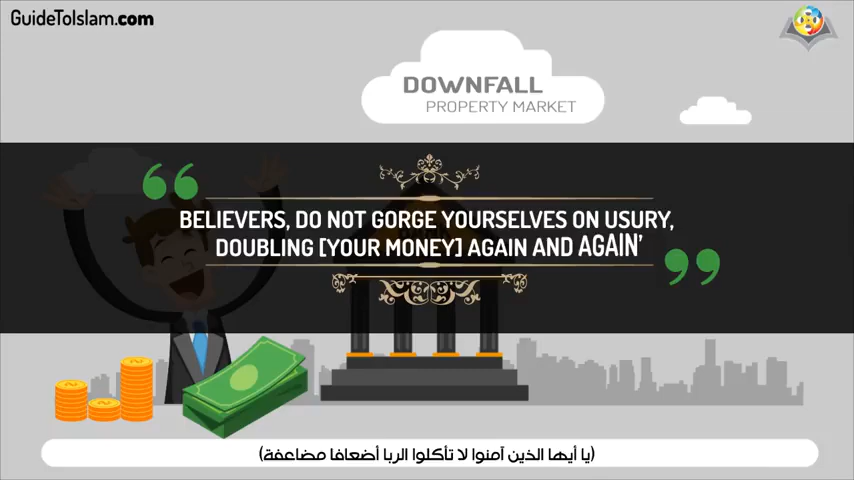 GuideToIslam.com
DOWNFALL
PROPERTY MARKET
“
BELIEVERS, DO NOT GORGE YOURSELVES ON USURY,
DOUBLING [YOUR MONEY] AGAIN AND AGAIN’
”
(يا أيها الذين آمنوا لا تأكلوا الربا أضعافا مضاعفة)